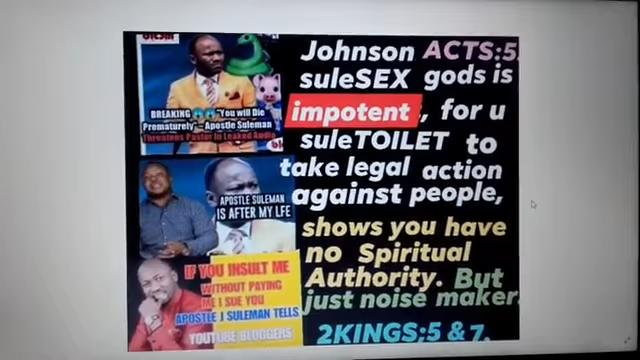 BREAKING "You will Die
Prematurely" – Apostle Suleman
Threatens Pastor In Leaked Audio
APOSTLE SULEMAN
IS AFTER MY LFE
IF YOU INSULT ME
WITHOUT PAYING
ME I SUE YOU
APOSTLE J SULEMAN TELLS
YOUTUBE BLOGGERS
Johnson ACTS:5
suleSEX gods is
impotent , for u
suleTOILET to
take legal action
against people,
shows you have
no Spiritual
Authority. But
just noise maker.
2KINGS:5 & 7.